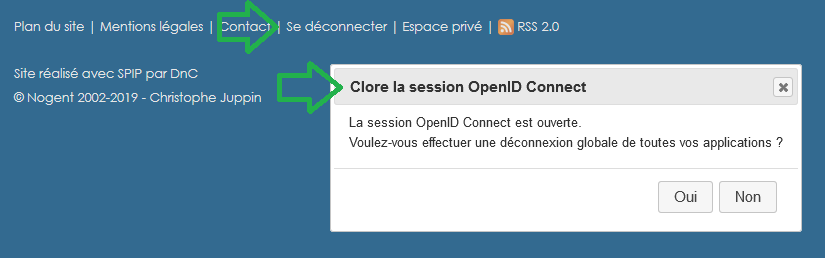 Plan du site | Mentions légales | Contact | Se déconnecter | Espace privé | RSS 2.0
Site réalisé avec SPIP par DnC
© Nogent 2002-2019 - Christophe Juppin
Clore la session OpenID Connect
La session OpenID Connect est ouverte.
Voulez-vous effectuer une déconnexion globale de toutes vos applications ?
Oui Non